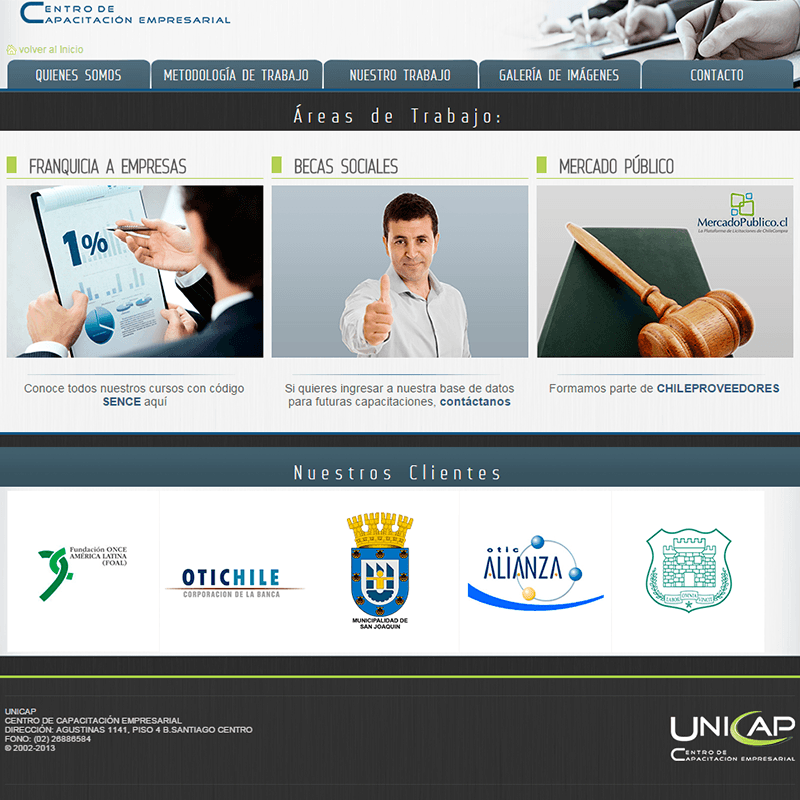 CENTRO DE
CAPACITACIÓN EMPRESARIAL
volver al Inicio
QUIENES SOMOS
METODOLOGÍA DE TRABAJO
NUESTRO TRABAJO
GALERÍA DE IMÁGENES
CONTACTO
Áreas de Trabajo:
FRANQUICIA A EMPRESAS
BECAS SOCIALES
MERCADO PÚBLICO
1%
MercadoPublico.cl
La Plataforma de Licitaciones de ChileCompra
Conoce todos nuestros cursos con código
SENCE aquí
Si quieres ingresar a nuestra base de datos
para futuras capacitaciones, contáctanos
Formamos parte de CHILEPROVEEDORES
Nuestros Clientes
Fundación ONCE
AMÉRICA LATINA
(FOAL)
OTICHILE
CORPORACION DE LA BANCA
MUNICIPALIDAD DE
SAN JOAQUIN
otic
ALIANZA
LABOR OMNIA VINCIT
UNICAP
CENTRO DE CAPACITACIÓN EMPRESARIAL
DIRECCIÓN: AGUSTINAS 1141, PISO 4 B.SANTIAGO CENTRO
FONO: (02) 26886584
© 2002-2013
UNICAP
CENTRO DE
CAPACITACIÓN EMPRESARIAL